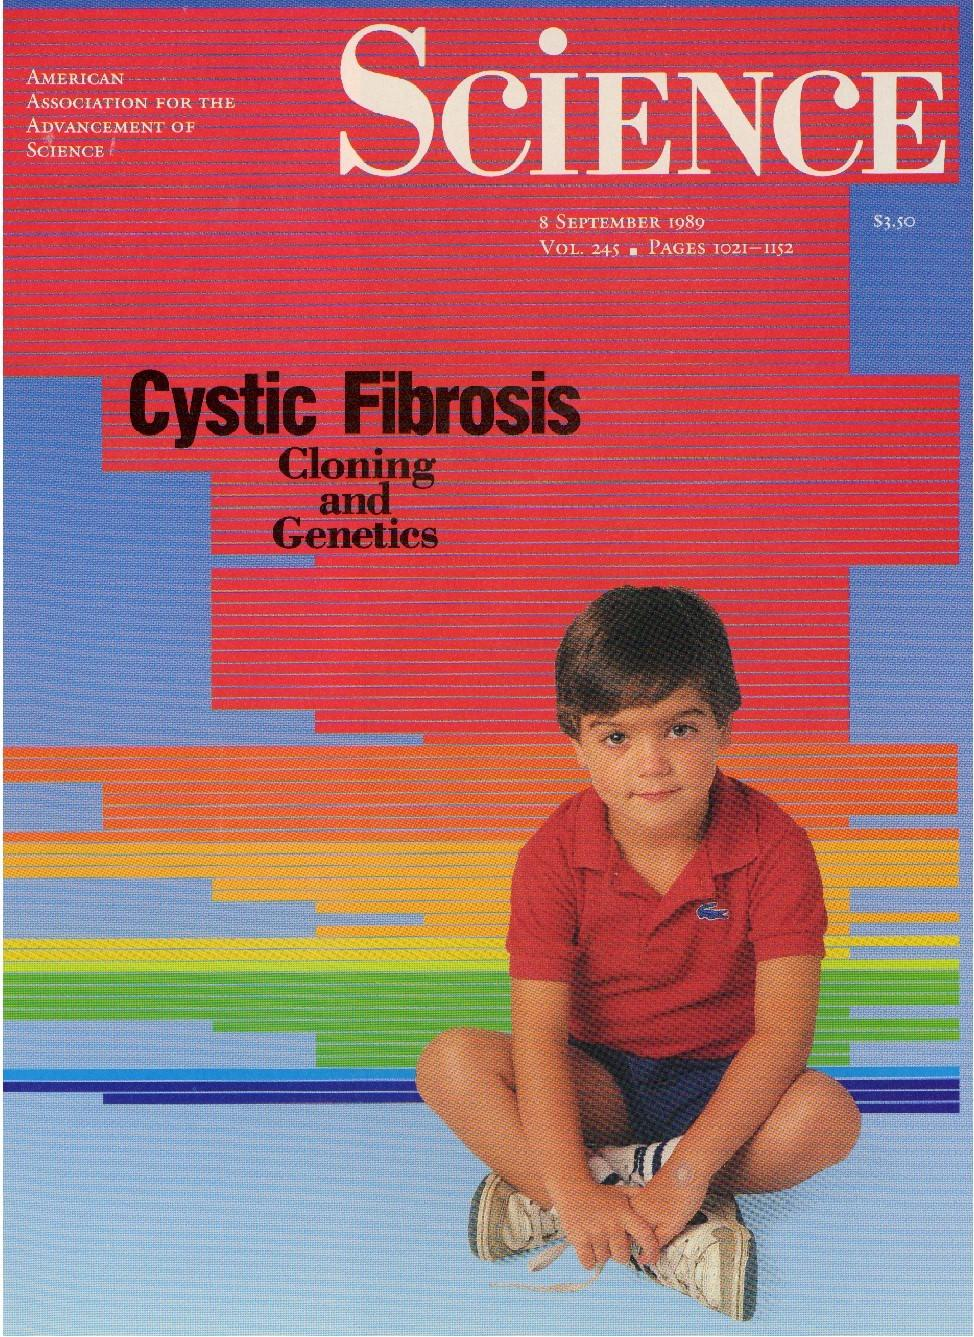 AMERICAN
ASSOCIATION FOR THE
ADVANCEMENT OF
SCIENCE
SCiENCE
8 SEPTEMBER 1989
VOL. 245 ■ PAGES 1021–1152
$3.50
Cystic Fibrosis
Cloning
and
Genetics